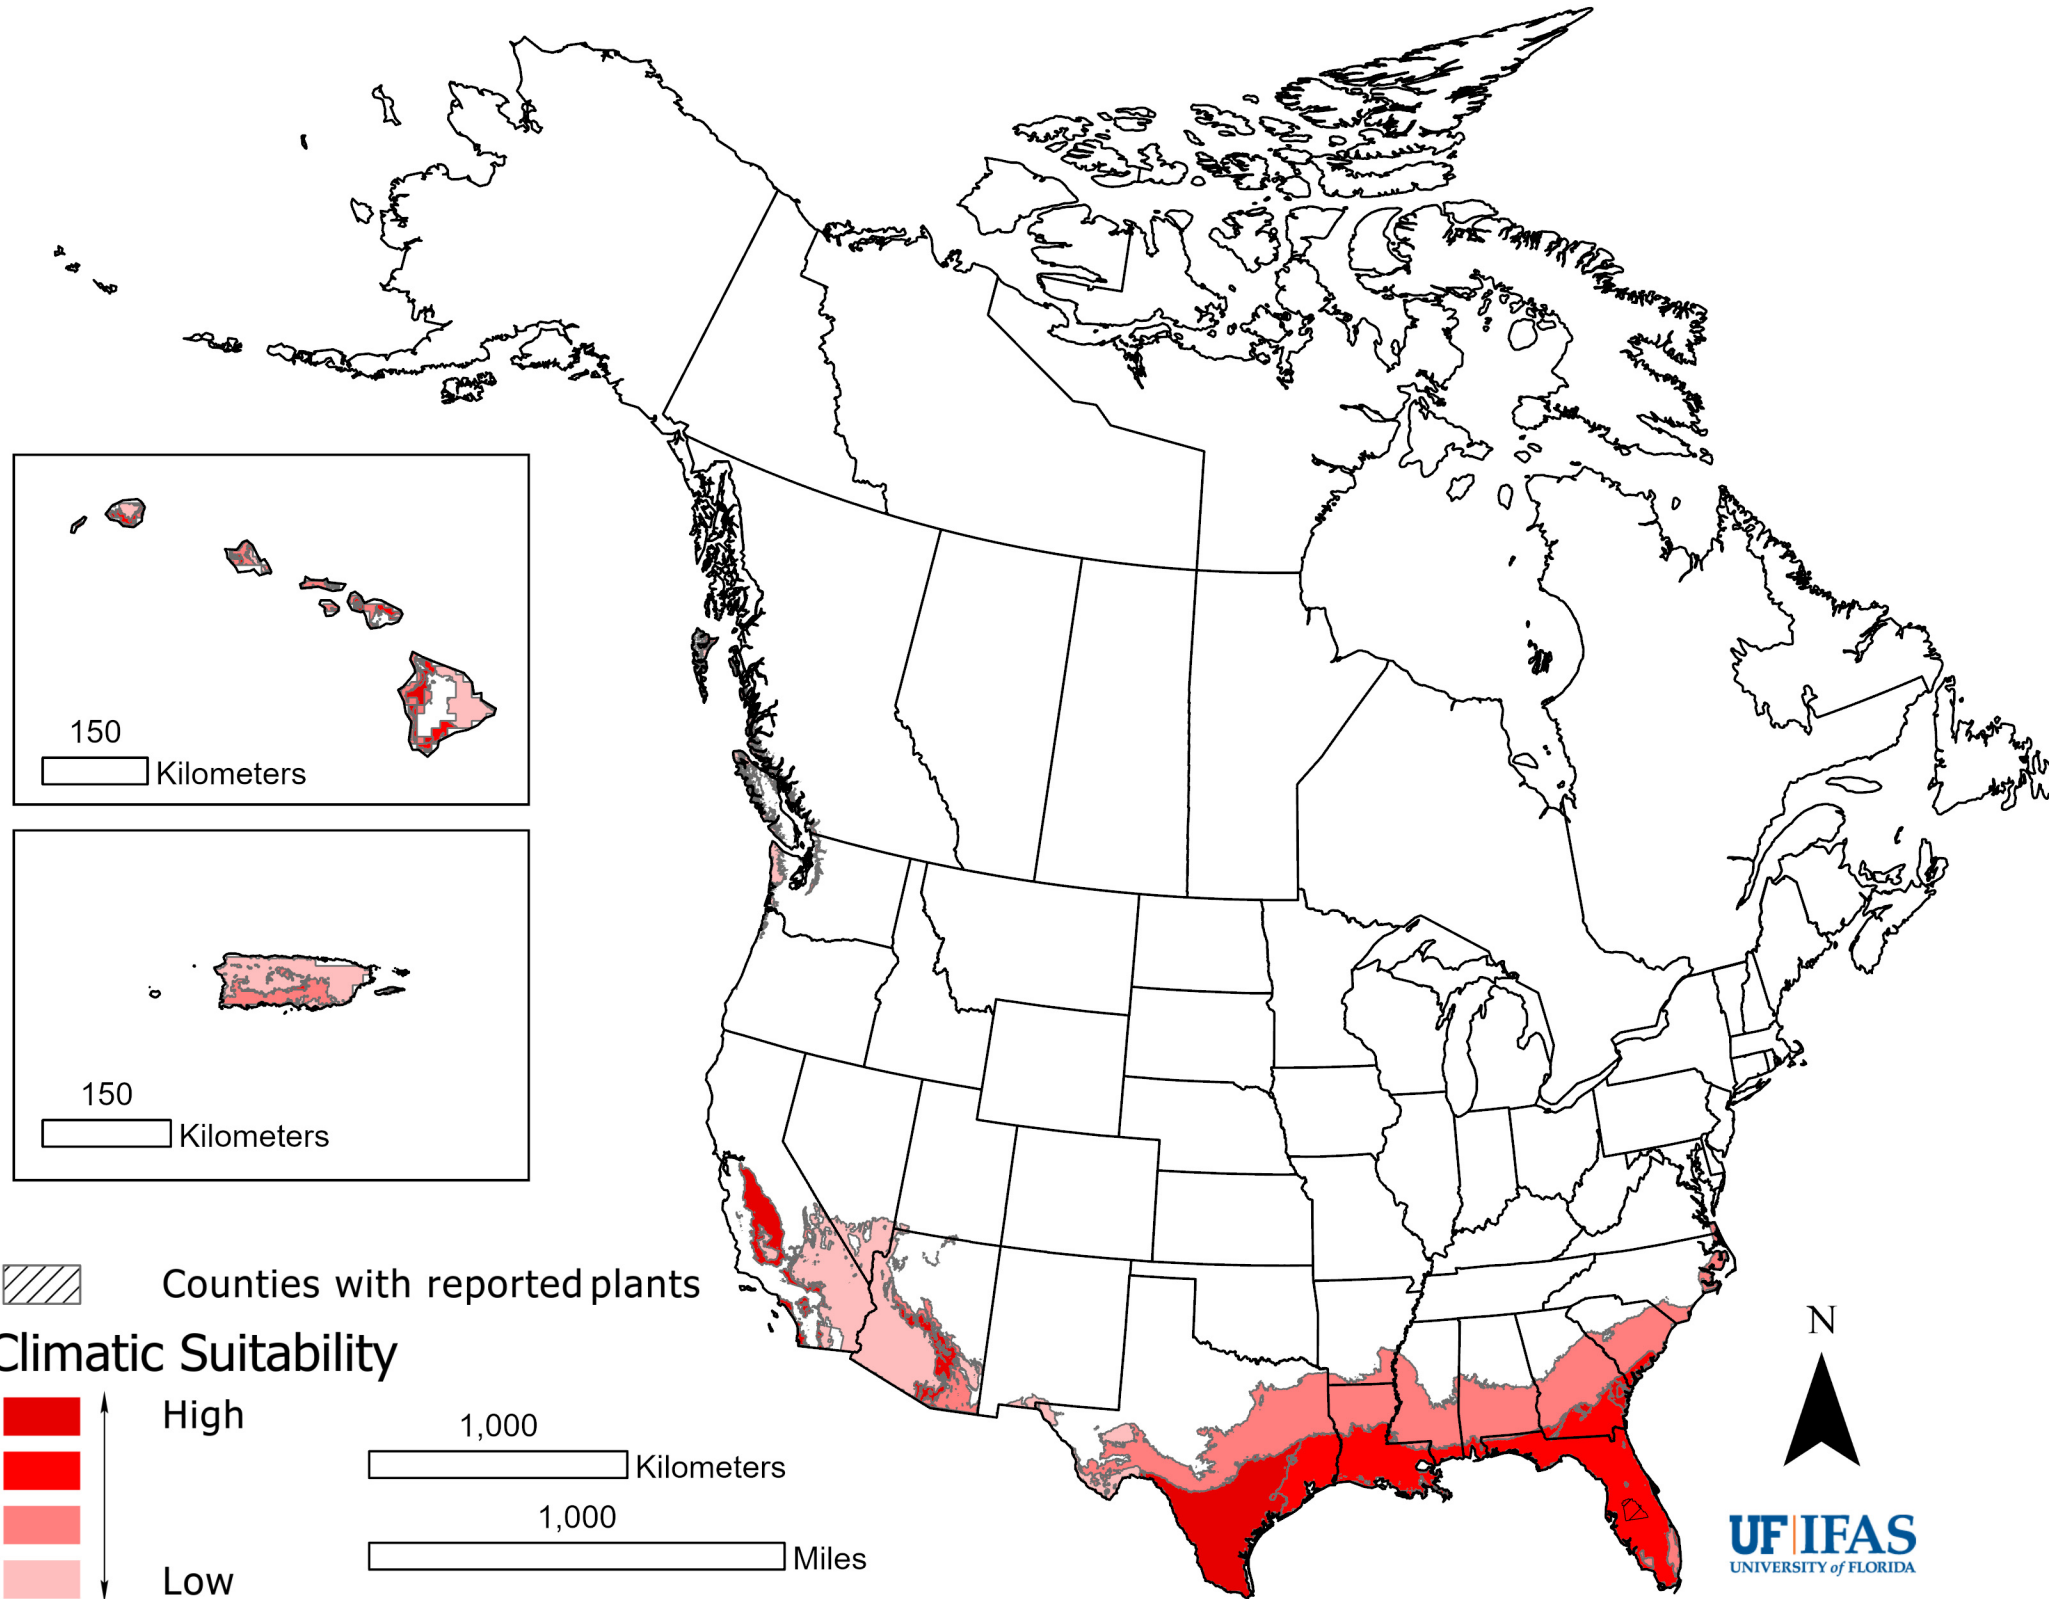 150
Kilometers
150
Kilometers
Counties with reported plants
Climatic Suitability
High
Low
1,000
Kilometers
1,000
Miles
N
UF|IFAS
UNIVERSITY of FLORIDA